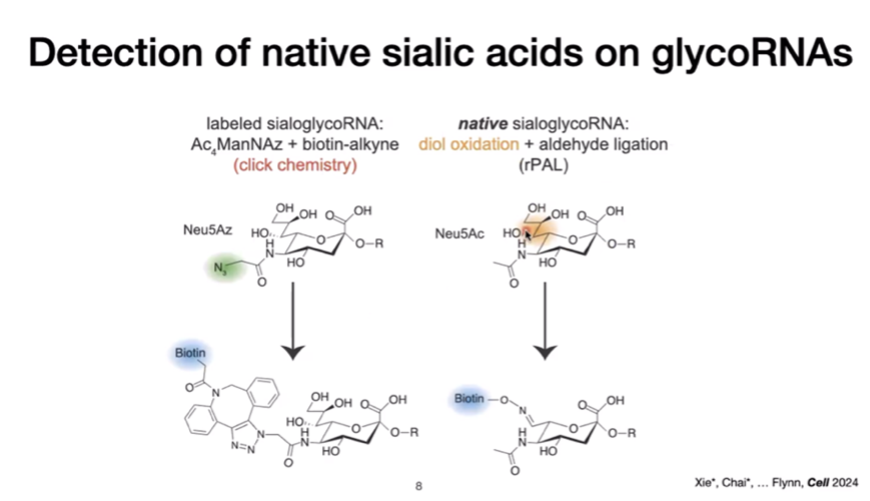 Detection of native sialic acids on glycoRNAs
labeled sialoglycoRNA:
Ac4ManNAz + biotin-alkyne
(click chemistry)
native sialoglycoRNA:
diol oxidation + aldehyde ligation
(rPAL)
Neu5Az
OH
OH
O
OH
HO
O
O–R
H
N
HO
N3
O
Neu5Ac
OH
OH
O
OH
HO
O
O–R
H
N
HO
O
Biotin
O
N
N
N=N
OH
OH
O
OH
HO
O
O–R
H
N
HO
O
Biotin
O
N
O
OH
O
O–R
H
N
HO
O
8
Xie*, Chai*, ... Flynn, Cell 2024